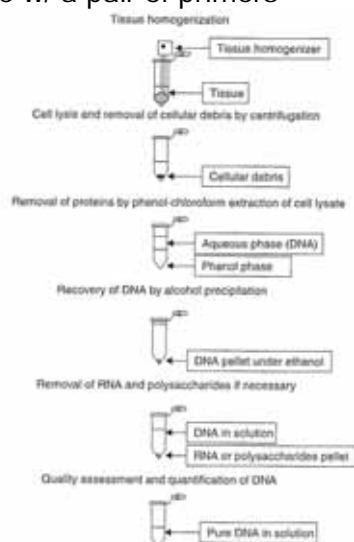 w/ a pair of primers
Tissue homogenization
Tissue homogenizer
Tissue
Cell lysis and removal of cellular debris by centrifugation
Cellular debris
Removal of proteins by phenol-chloroform extraction of cell lysate
Aqueous phase (DNA)
Phenol phase
Recovery of DNA by alcohol precipitation
DNA pellet under ethanol
Removal of RNA and polysaccharides if necessary
DNA in solution
RNA or polysaccharides pellet
Quality assessment and quantification of DNA
Pure DNA in solution